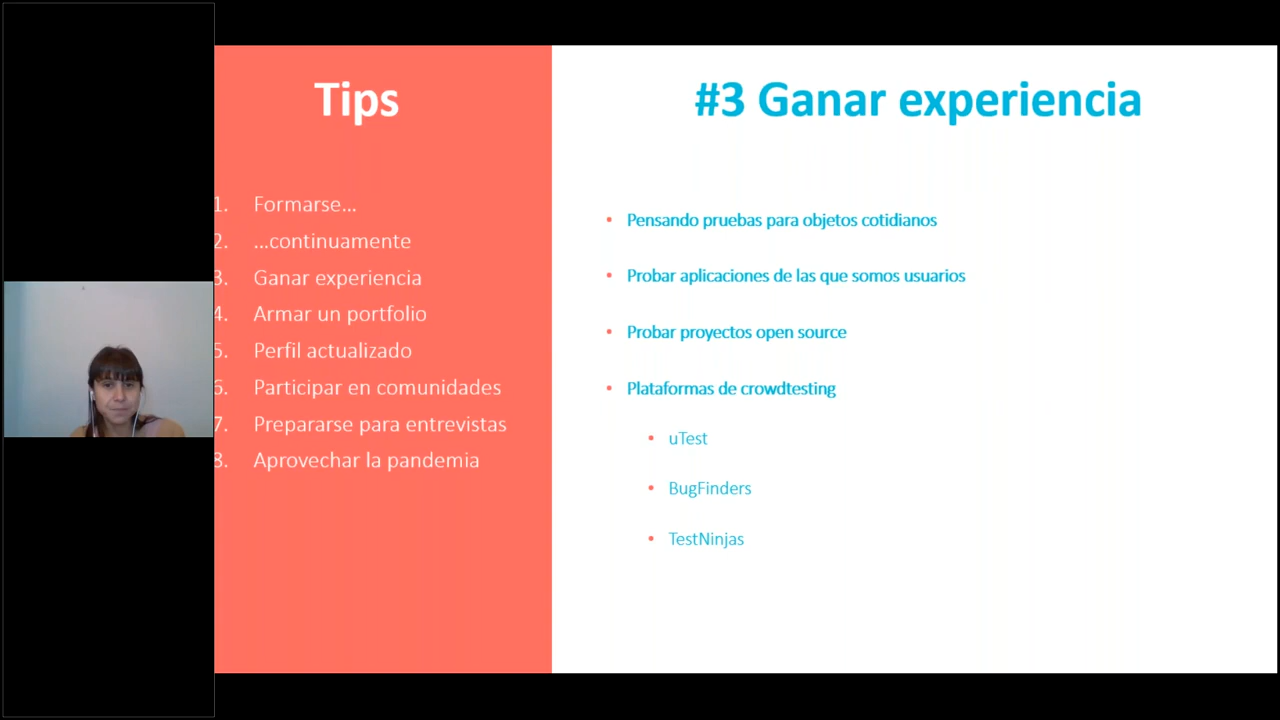 Tips
1. Formarse...
2. ...continuamente
3. Ganar experiencia
4. Armar un portfolio
5. Perfil actualizado
6. Participar en comunidades
7. Prepararse para entrevistas
8. Aprovechar la pandemia
#3 Ganar experiencia
• Pensando pruebas para objetos cotidianos
• Probar aplicaciones de las que somos usuarios
• Probar proyectos open source
• Plataformas de crowdtesting
• uTest
• BugFinders
• TestNinjas